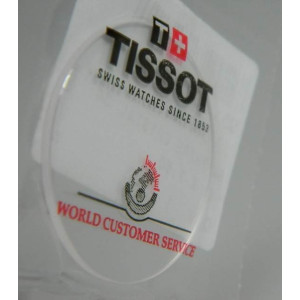 T+
TISSOT
SWISS WATCHES SINCE 1853
WORLD CUSTOMER SERVICE